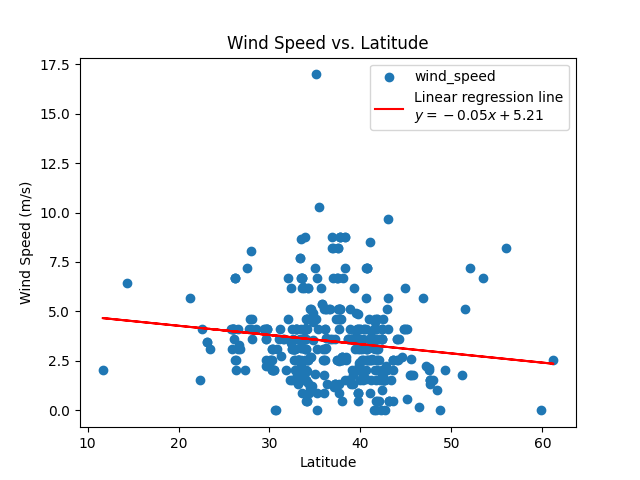 Wind Speed vs. Latitude
17.5
15.0
12.5
10.0
7.5
5.0
2.5
0.0
Wind Speed (m/s)
wind_speed
Linear regression line
y = −0.05x + 5.21
10 20 30 40 50 60
Latitude